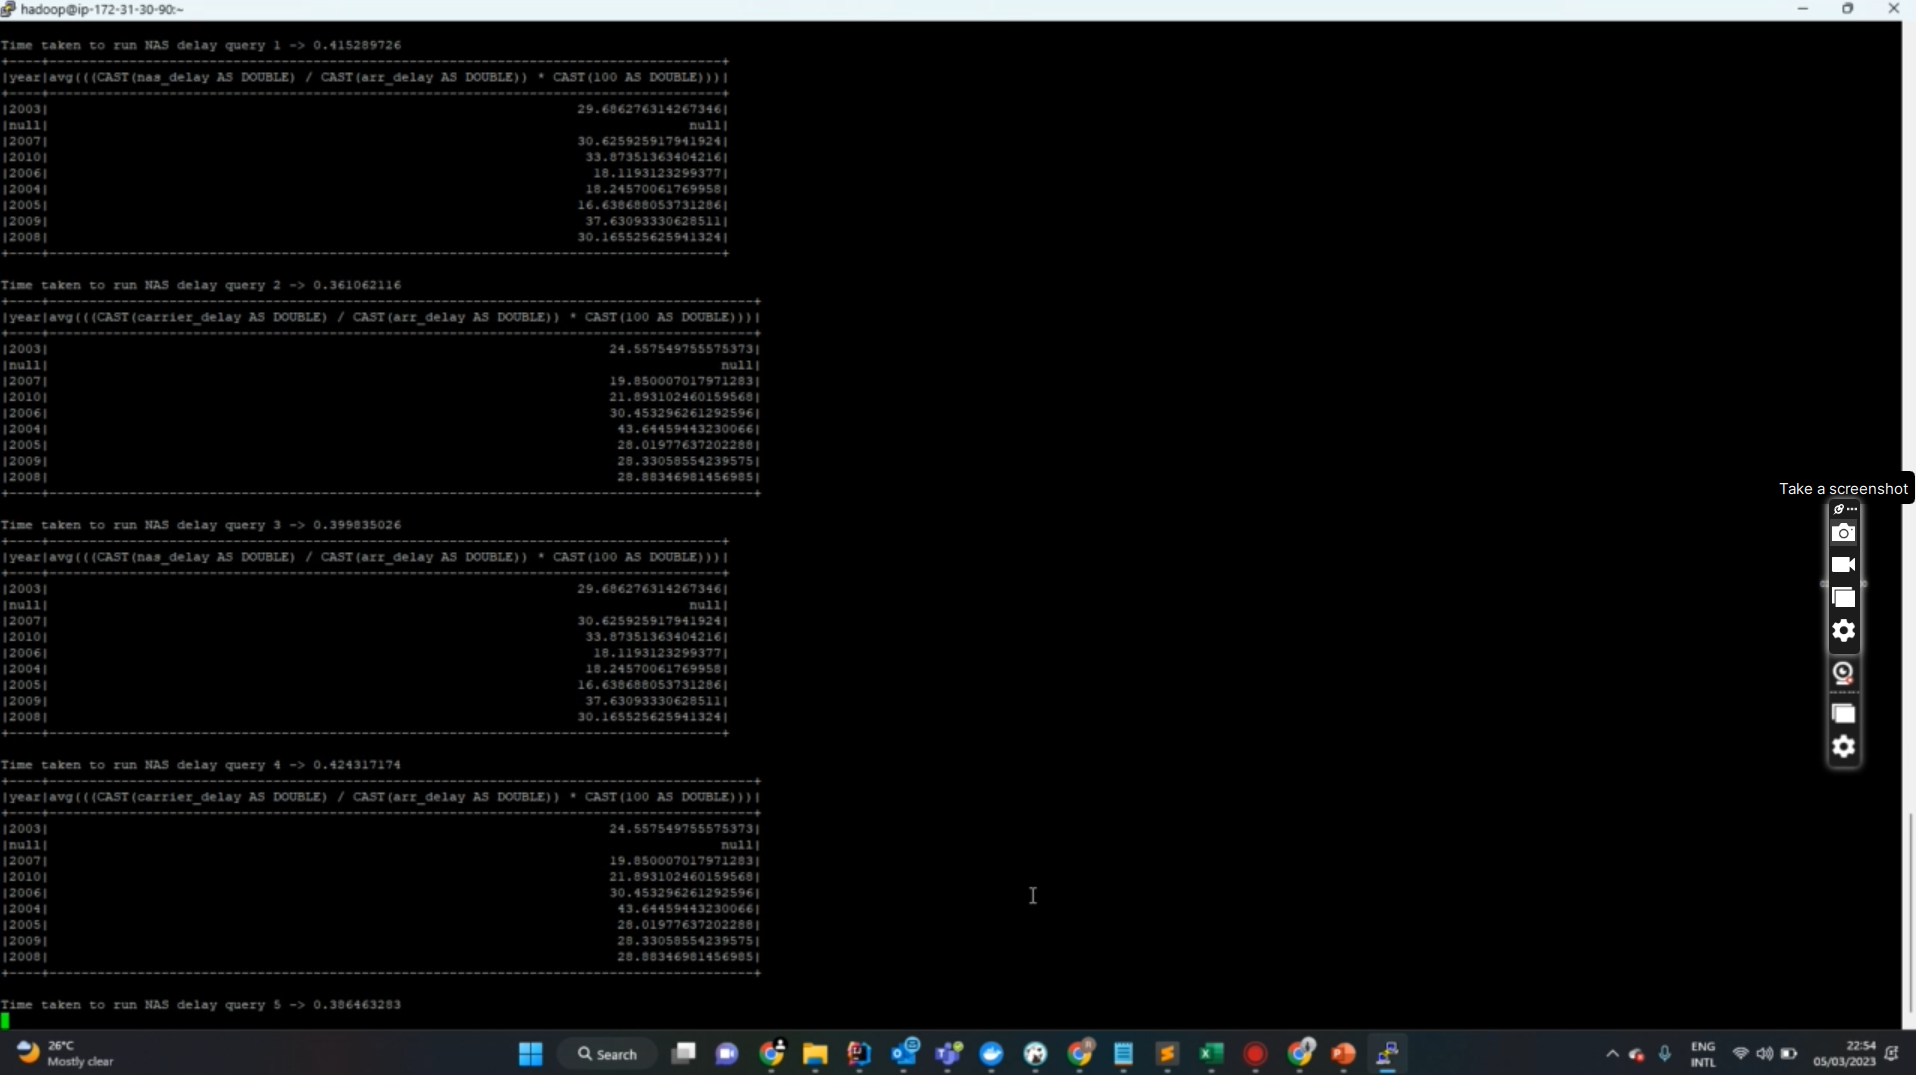 hadoop@ip-172-31-30-90:~
Time taken to run NAS delay query 1 -> 0.415289726
+----+------------------------------------------------------------------------------------+
|year|avg(((CAST(nas_delay AS DOUBLE) / CAST(arr_delay AS DOUBLE)) * CAST(100 AS DOUBLE)))|
+----+------------------------------------------------------------------------------------+
|2003| 29.686276314267346|
|null| null|
|2007| 30.625925917941924|
|2010| 33.87351363404216|
|2006| 18.1193123299377|
|2004| 18.24570061769958|
|2005| 16.638688053731286|
|2009| 37.63093330628511|
|2008| 30.165525625941324|
+----+------------------------------------------------------------------------------------+
Time taken to run NAS delay query 2 -> 0.361062116
+----+----------------------------------------------------------------------------------------+
|year|avg(((CAST(carrier_delay AS DOUBLE) / CAST(arr_delay AS DOUBLE)) * CAST(100 AS DOUBLE)))|
+----+----------------------------------------------------------------------------------------+
|2003| 24.557549755575373|
|null| null|
|2007| 19.850007017971283|
|2010| 21.893102460159568|
|2006| 30.453296261292596|
|2004| 43.64459443230066|
|2005| 28.01977637202288|
|2009| 28.33058554239575|
|2008| 28.88346981456985|
+----+----------------------------------------------------------------------------------------+
Time taken to run NAS delay query 3 -> 0.399835026
+----+------------------------------------------------------------------------------------+
|year|avg(((CAST(nas_delay AS DOUBLE) / CAST(arr_delay AS DOUBLE)) * CAST(100 AS DOUBLE)))|
+----+------------------------------------------------------------------------------------+
|2003| 29.686276314267346|
|null| null|
|2007| 30.625925917941924|
|2010| 33.87351363404216|
|2006| 18.1193123299377|
|2004| 18.24570061769958|
|2005| 16.638688053731286|
|2009| 37.63093330628511|
|2008| 30.165525625941324|
+----+------------------------------------------------------------------------------------+
Time taken to run NAS delay query 4 -> 0.424317174
+----+----------------------------------------------------------------------------------------+
|year|avg(((CAST(carrier_delay AS DOUBLE) / CAST(arr_delay AS DOUBLE)) * CAST(100 AS DOUBLE)))|
+----+----------------------------------------------------------------------------------------+
|2003| 24.557549755575373|
|null| null|
|2007| 19.850007017971283|
|2010| 21.893102460159568|
|2006| 30.453296261292596|
|2004| 43.64459443230066|
|2005| 28.01977637202288|
|2009| 28.33058554239575|
|2008| 28.88346981456985|
+----+----------------------------------------------------------------------------------------+
Time taken to run NAS delay query 5 -> 0.386463283
Take a screenshot
26°C
Mostly clear
Search
ENG
INTL
22:54
05/03/2023